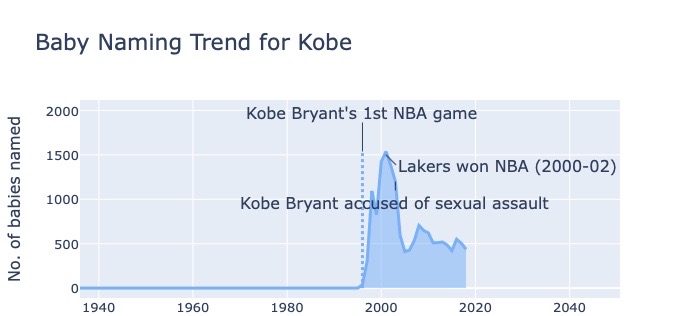 Baby Naming Trend for Kobe
No. of babies named
2000
Kobe Bryant's 1st NBA game
1500
Lakers won NBA (2000-02)
1000
Kobe Bryant accused of sexual assault
500
0
1940 1960 1980 2000 2020 2040